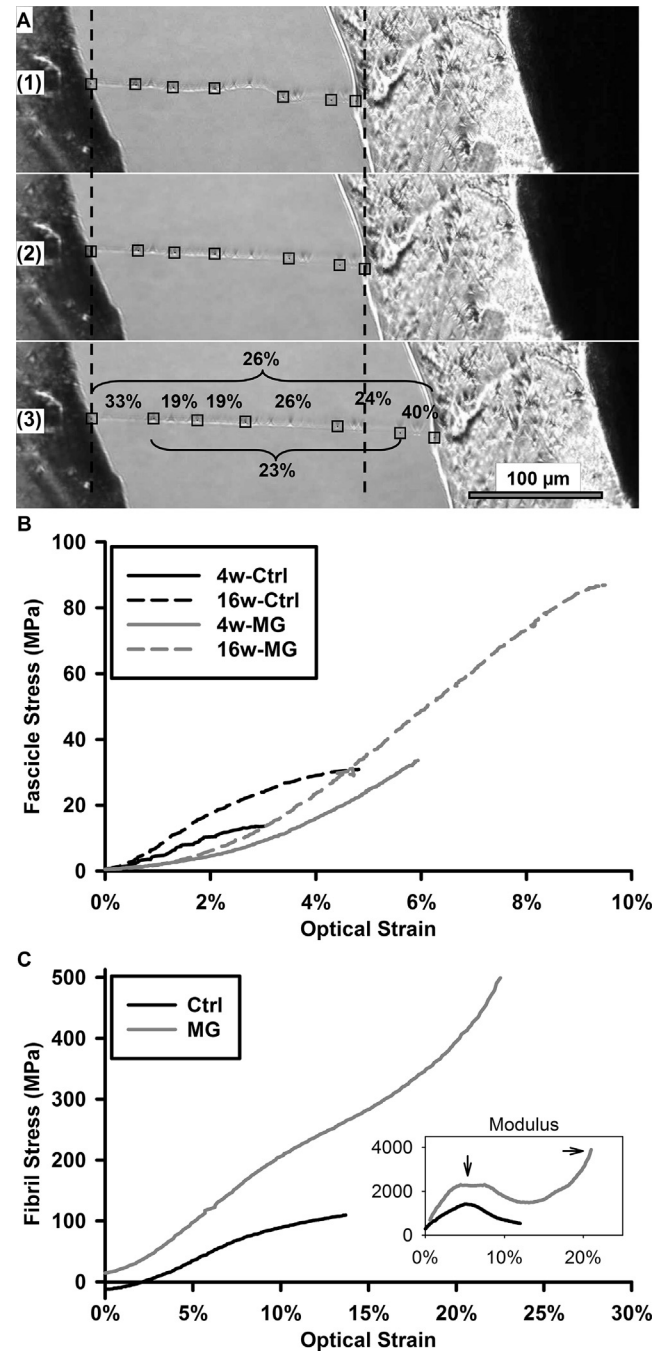 A
(1)
(2)
(3)
26%
33% 19% 19% 26% 24% 40%
23%
100 µm
B
100
80
60
40
20
0
Fascicle Stress (MPa)
4w-Ctrl
16w-Ctrl
4w-MG
16w-MG
0% 2% 4% 6% 8% 10%
Optical Strain
C
500
400
300
200
100
0
Fibril Stress (MPa)
Ctrl
MG
Modulus
4000
2000
0
0% 10% 20%
0% 5% 10% 15% 20% 25% 30%
Optical Strain